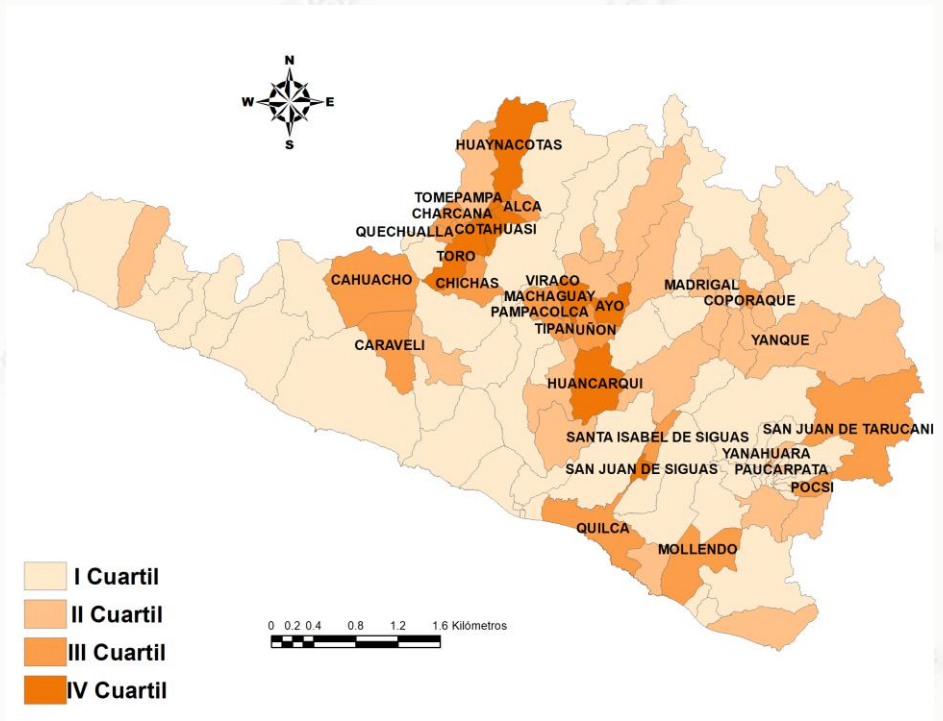 N
W E
S
HUAYNACOTAS
TOMEPAMPA
ALCA
CHARCANA
QUECHUALLA
COTAHUASI
TORO
CAHUACHO
CHICHAS
VIRACO
MACHAGUAY
AYO
PAMPACOLCA
TIPAN
UÑON
MADRIGAL
COPORAQUE
YANQUE
CARAVELI
HUANCARQUI
SANTA ISABEL DE SIGUAS
SAN JUAN DE TARUCANI
YANAHUARA
SAN JUAN DE SIGUAS
PAUCARPATA
POCSI
QUILCA
MOLLENDO
I Cuartil
II Cuartil
III Cuartil
IV Cuartil
0 0.2 0.4 0.8 1.2 1.6 Kilómetros